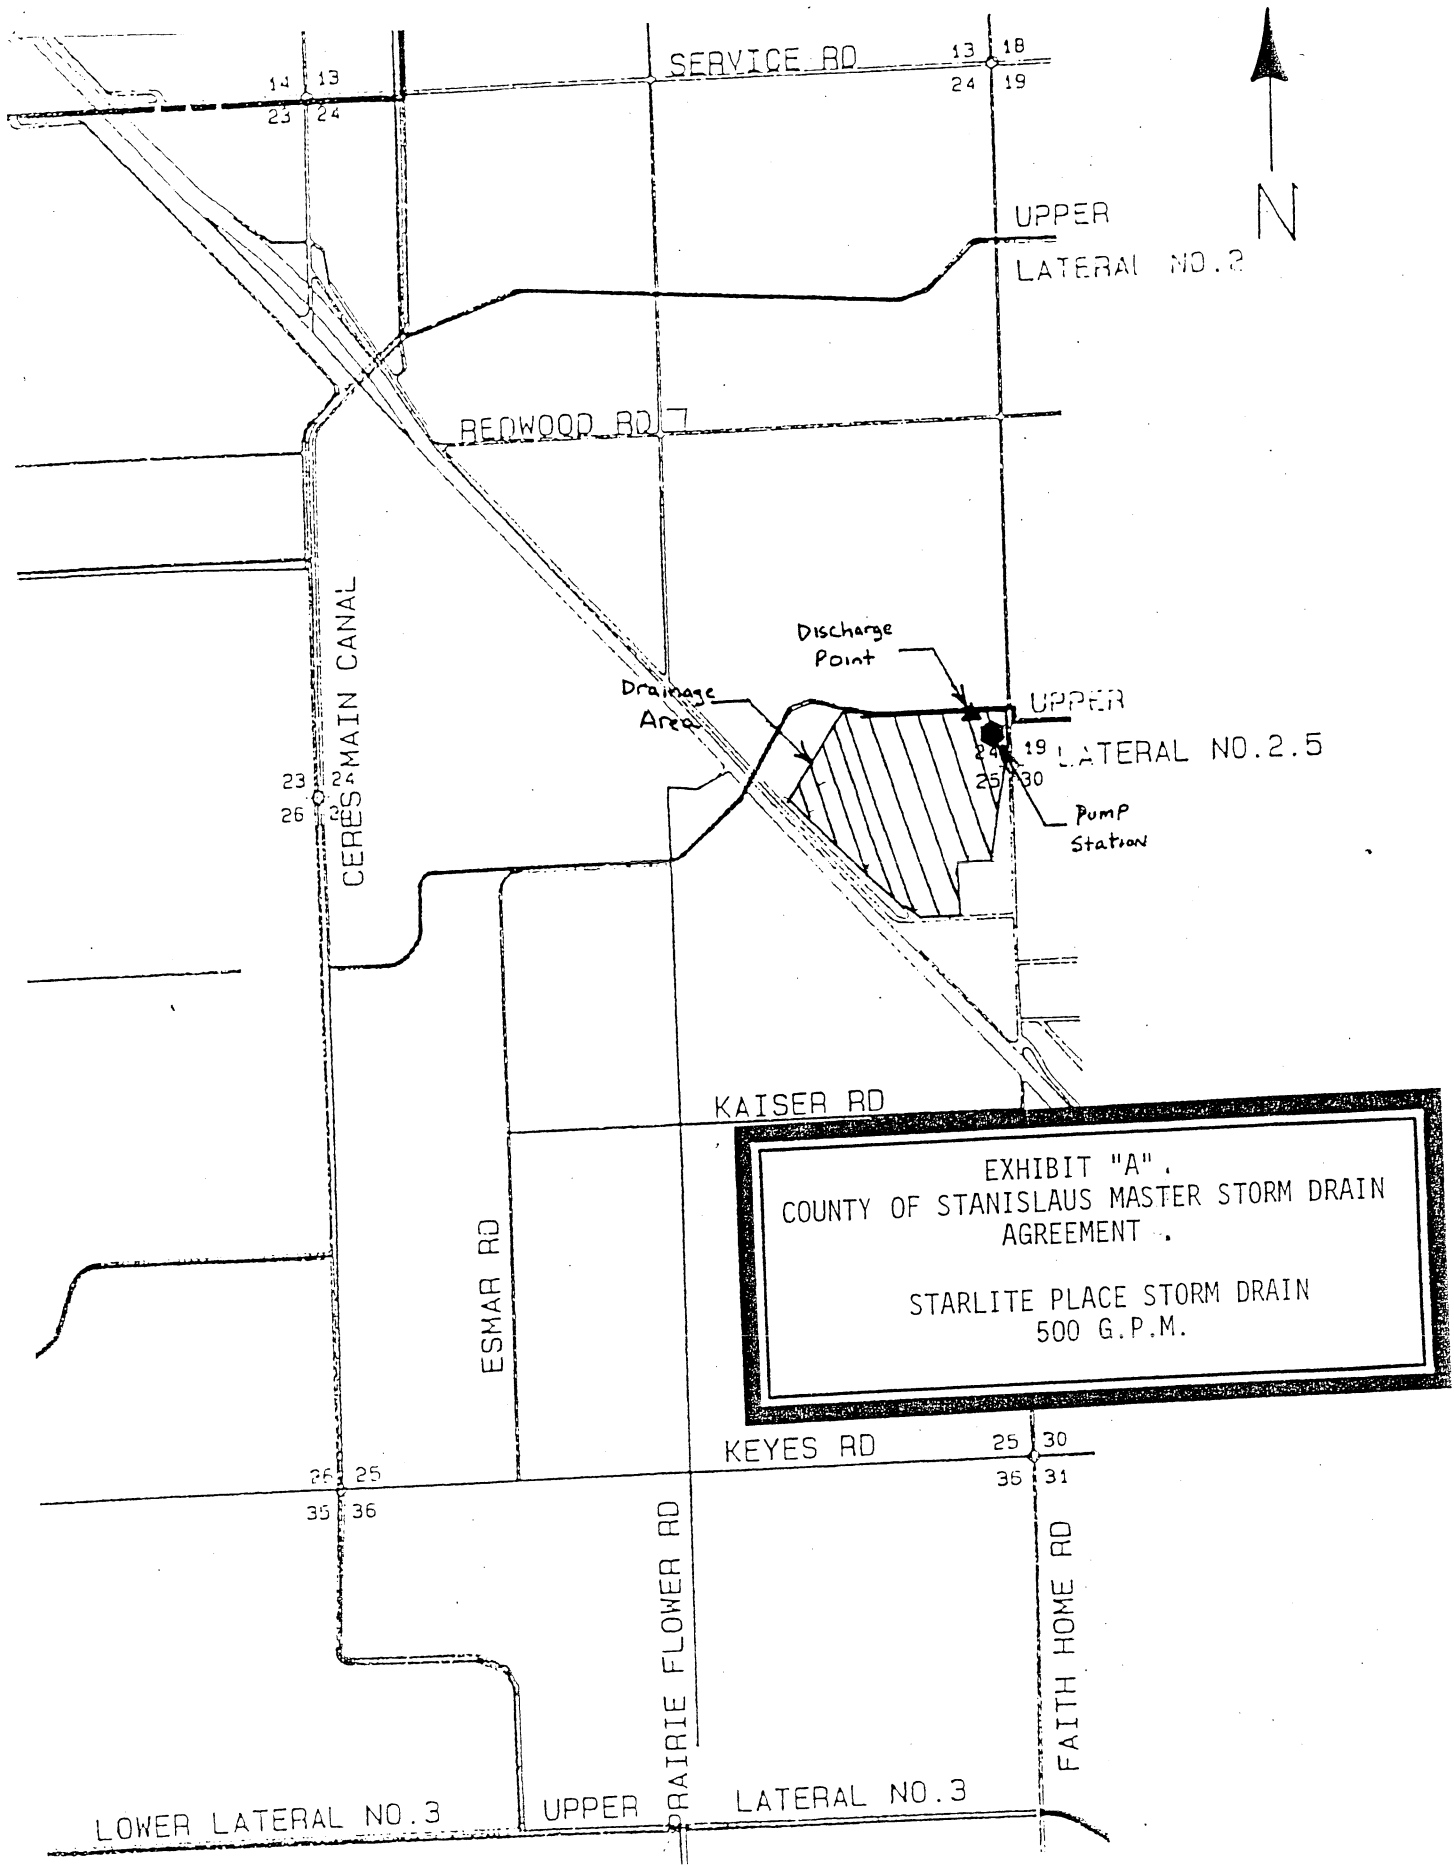 SERVICE RD
13 18
24 19
14 13
23 24
N
UPPER
LATERAL NO.2
REDWOOD RD
CERES MAIN CANAL
Discharge
Point
Drainage
Area
UPPER
LATERAL NO.2.5
24 19
25 30
Pump
Station
23 24
26
KAISER RD
EXHIBIT "A".
COUNTY OF STANISLAUS MASTER STORM DRAIN
AGREEMENT .
STARLITE PLACE STORM DRAIN
500 G.P.M.
ESMAR RD
KEYES RD
25 30
36 31
26 25
35 36
PRAIRIE FLOWER RD
FAITH HOME RD
LOWER LATERAL NO.3
UPPER LATERAL NO.3